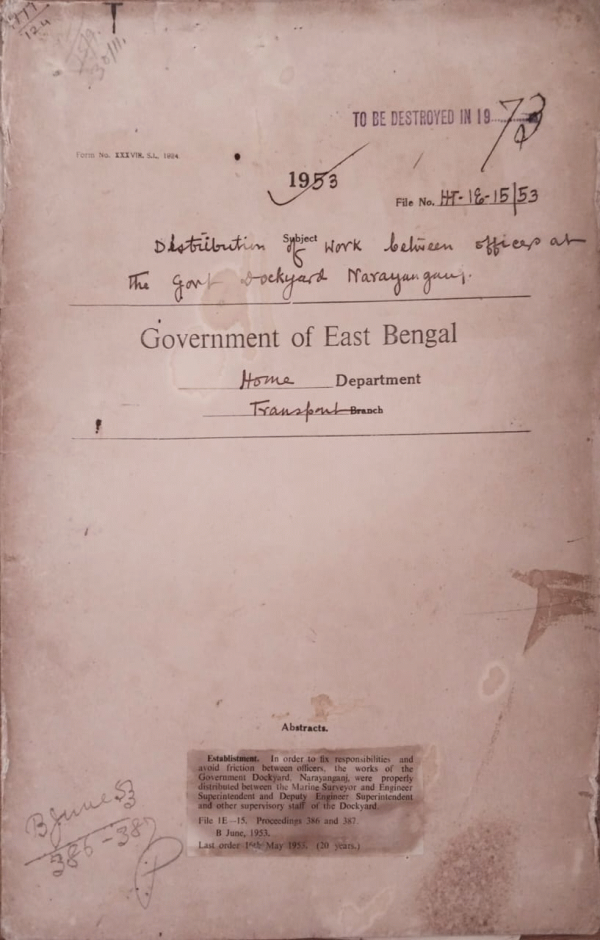 TO BE DESTROYED IN 1973
Form No. XXXVIII, S.L., 1924.
1953
File No. HT-1E-15/53
Subject
Distribution of work between officers at
The Govt Dockyard Narayanganj.
Government of East Bengal
Home Department
Transport Branch
Abstracts.
Establistment. In order to fix responsibilities and
avoid friction between officers, the works of the
Government Dockyard, Narayanganj, were properly
distributed between the Marine Surveyor and Engineer
Superintendent and Deputy Engineer Superintendent
and other supervisory staff of the Dockyard.
File 1E—15. Proceedings 386 and 387.
B June, 1953.
Last order 16th May 1953. (20 years.)
B June 53
386-387